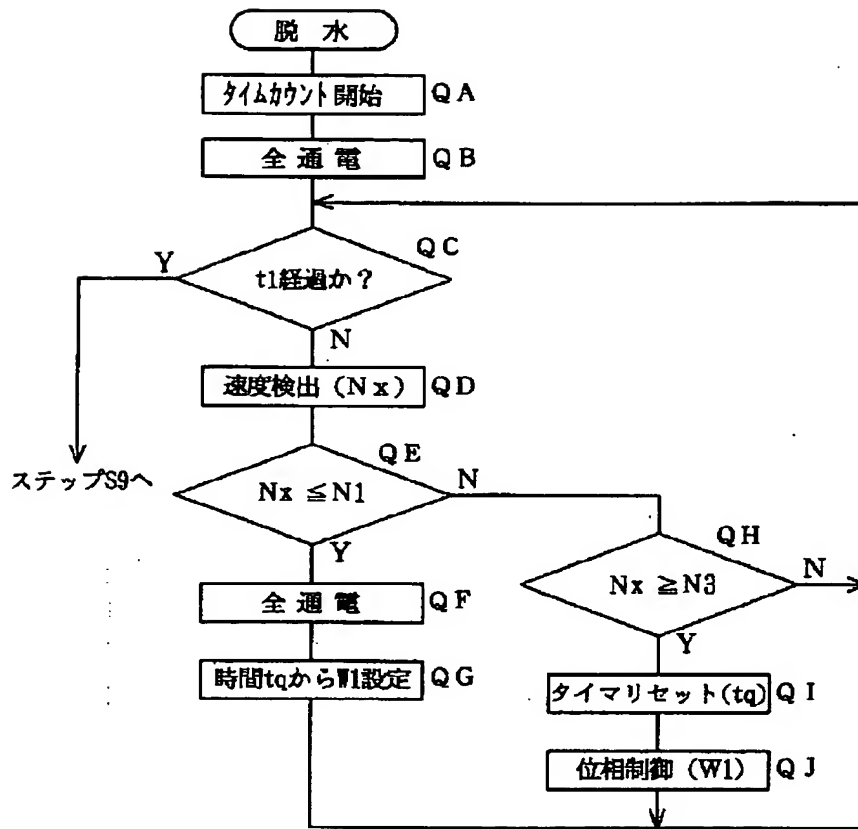 脱水
タイムカウント開始 QA
全通電 QB
QC
Y
t1経過か?
N
速度検出(Nx) QD
QE
ステップS9へ
Nx≦N1
N
QH
Y
Nx≧N3
N
全通電 QF
Y
時間tqからW1設定 QG
タイマリセット(tq) QI
位相制御(W1) QJ